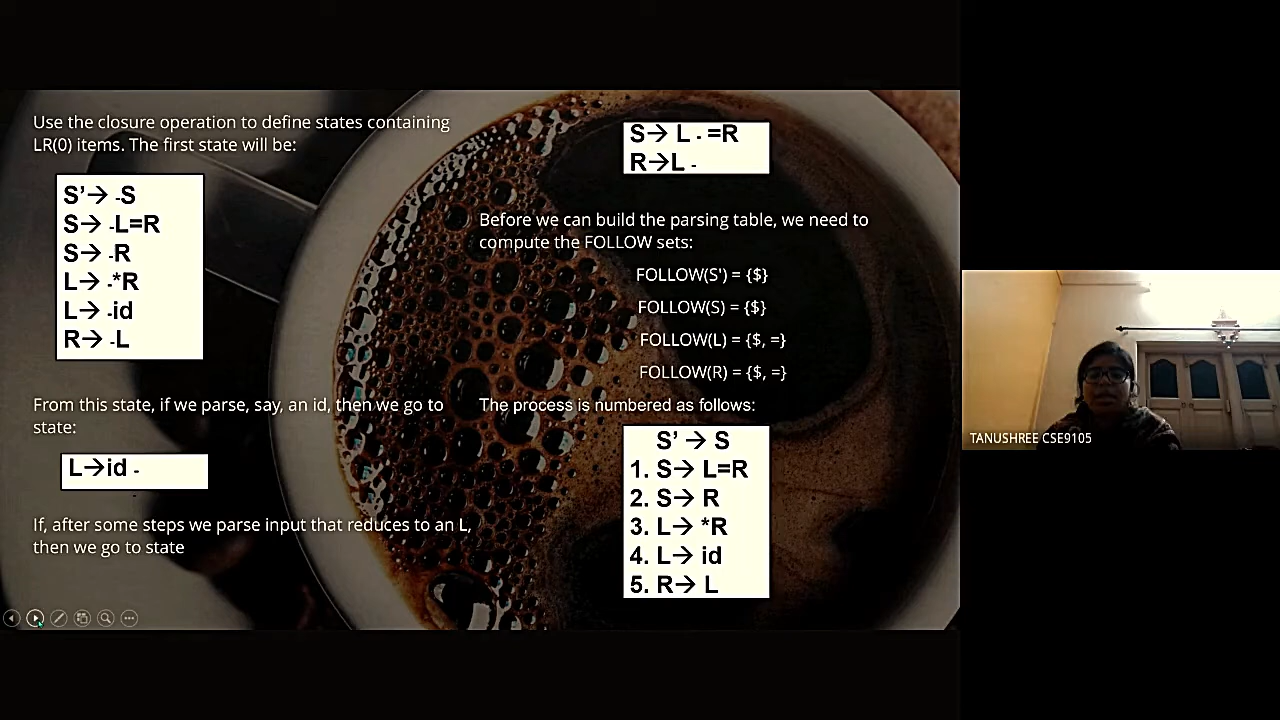 Use the closure operation to define states containing
LR(0) items. The first state will be:
S'→ .S
S→ .L=R
S→ .R
L→ .*R
L→ .id
R→ .L
From this state, if we parse, say, an id, then we go to
state:
L→id .
If, after some steps we parse input that reduces to an L,
then we go to state
S→ L . =R
R→L .
Before we can build the parsing table, we need to
compute the FOLLOW sets:
FOLLOW(S') = {$}
FOLLOW(S) = {$}
FOLLOW(L) = {$, =}
FOLLOW(R) = {$, =}
The process is numbered as follows:
S' → S
1. S→ L=R
2. S→ R
3. L→ *R
4. L→ id
5. R→ L
TANUSHREE CSE9105